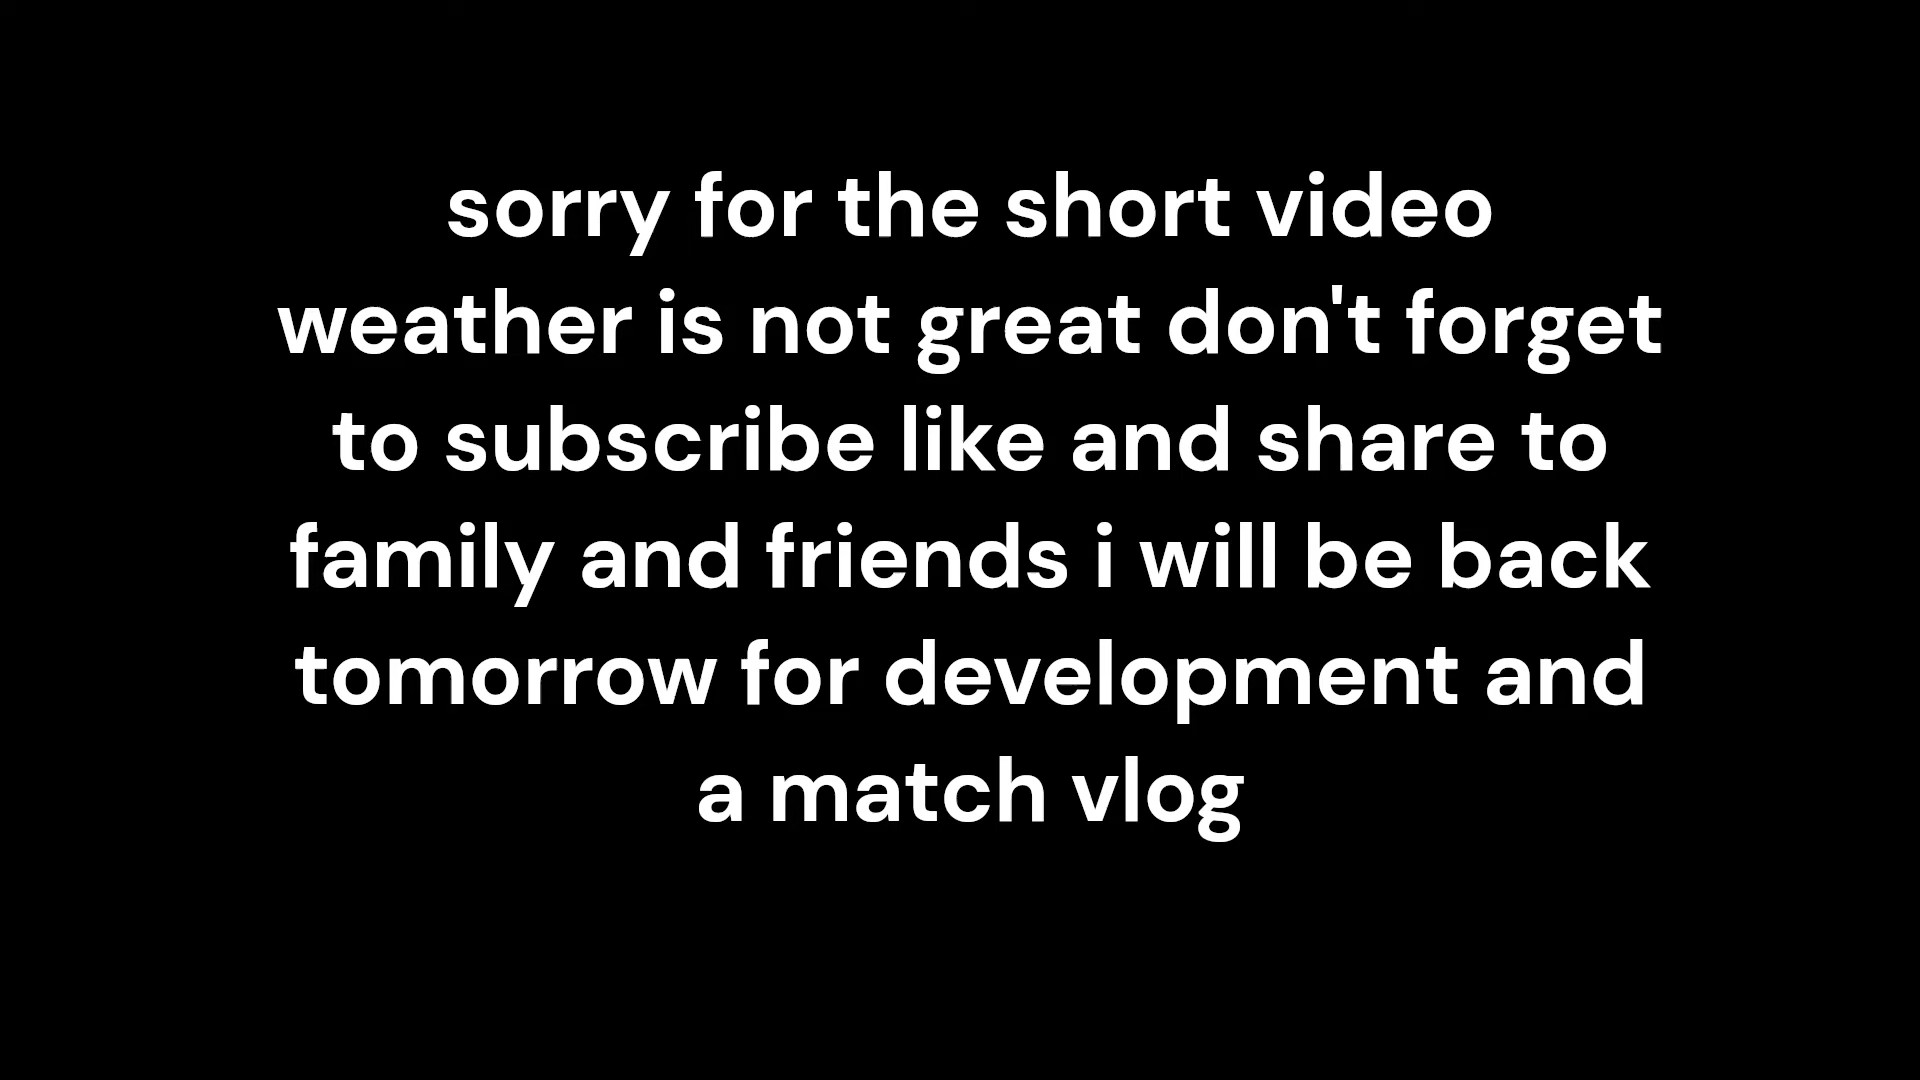 sorry for the short video
weather is not great don't forget
to subscribe like and share to
family and friends i will be back
tomorrow for development and
a match vlog